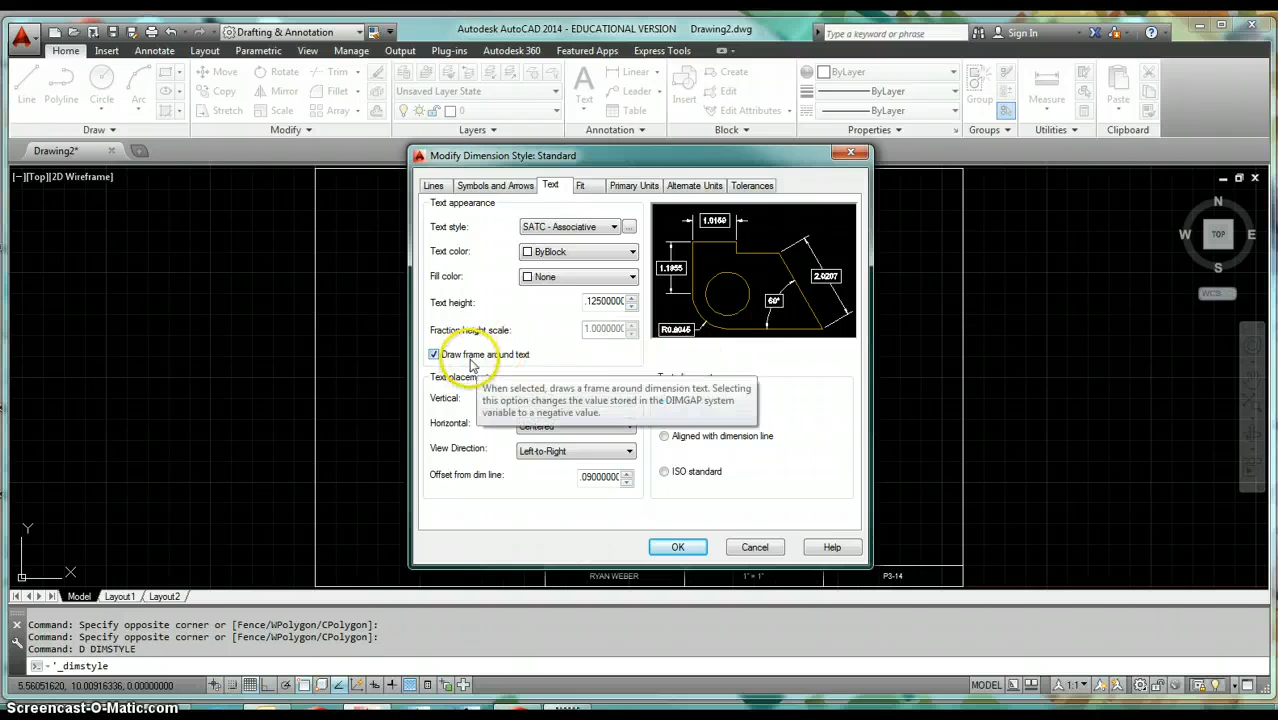 Autodesk AutoCAD 2014 - EDUCATIONAL VERSION Drawing2.dwg
Drafting & Annotation
Type a keyword or phrase
Sign In
Home Insert Annotate Layout Parametric View Manage Output Plug-ins Autodesk 360 Featured Apps Express Tools
Line Polyline Circle Arc
Move Rotate Trim
Copy Mirror Fillet
Stretch Scale Array
Unsaved Layer State
0
Text
Linear
Leader
Table
Insert
Create
Edit
Edit Attributes
ByLayer
ByLayer
ByLayer
Group
Measure
Paste
Draw Modify Layers Annotation Block Properties Groups Utilities Clipboard
Drawing2*
[−][Top][2D Wireframe]
Modify Dimension Style: Standard
Lines Symbols and Arrows Text Fit Primary Units Alternate Units Tolerances
Text appearance
Text style: SATC - Associative ...
Text color: ByBlock
Fill color: None
Text height: .12500000
Fraction height scale: 1.0000000
Draw frame around text
1.0159
1.1955
2.0207
60°
R0.8045
When selected, draws a frame around dimension text. Selecting
this option changes the value stored in the DIMGAP system
variable to a negative value.
Text placement
Vertical:
Horizontal: Centered
View Direction: Left-to-Right
Offset from dim line: .09000000
Aligned with dimension line
ISO standard
OK Cancel Help
N
W TOP E
S
WCS
Y
X
RYAN WEBER 1" = 1" P3-14
Model Layout1 Layout2
Command: Specify opposite corner or [Fence/WPolygon/CPolygon]:
Command: Specify opposite corner or [Fence/WPolygon/CPolygon]:
Command: D DIMSTYLE
'_dimstyle
5.56051620, 10.00916336, 0.00000000
MODEL
1:1
Screencast-O-Matic.com